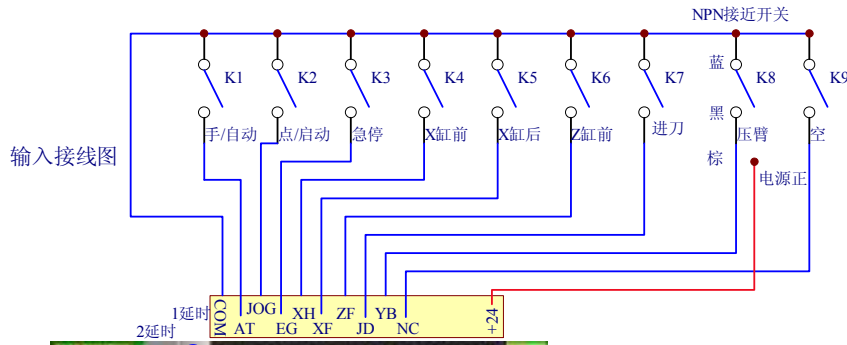 NPN接近开关
K1 K2 K3 K4 K5 K6 K7 蓝 K8 K9
黑
手/自动 点/启动 急停 X缸前 X缸后 Z缸前 进刀 压臂 空
输入接线图
棕
电源正
1延时
COM AT JOG EG XH XF ZF JD YB NC +24
2延时